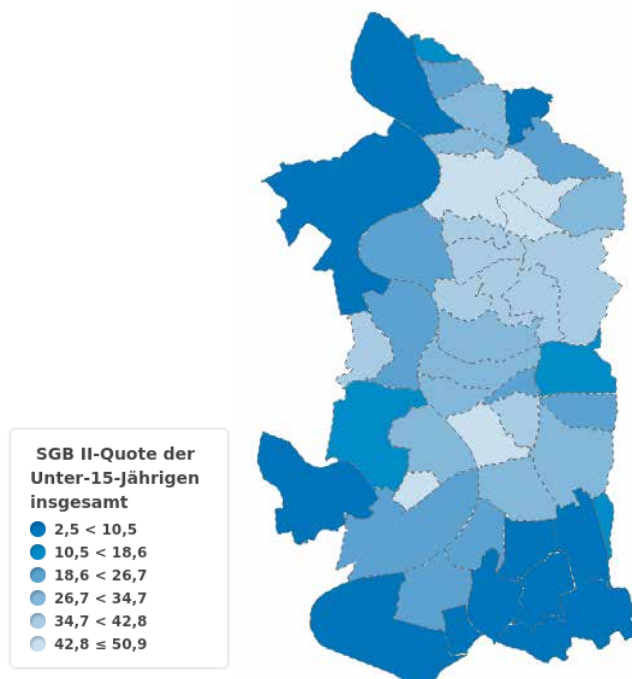 SGB II-Quote der
Unter-15-Jährigen
insgesamt
2,5 < 10,5
10,5 < 18,6
18,6 < 26,7
26,7 < 34,7
34,7 < 42,8
42,8 ≤ 50,9